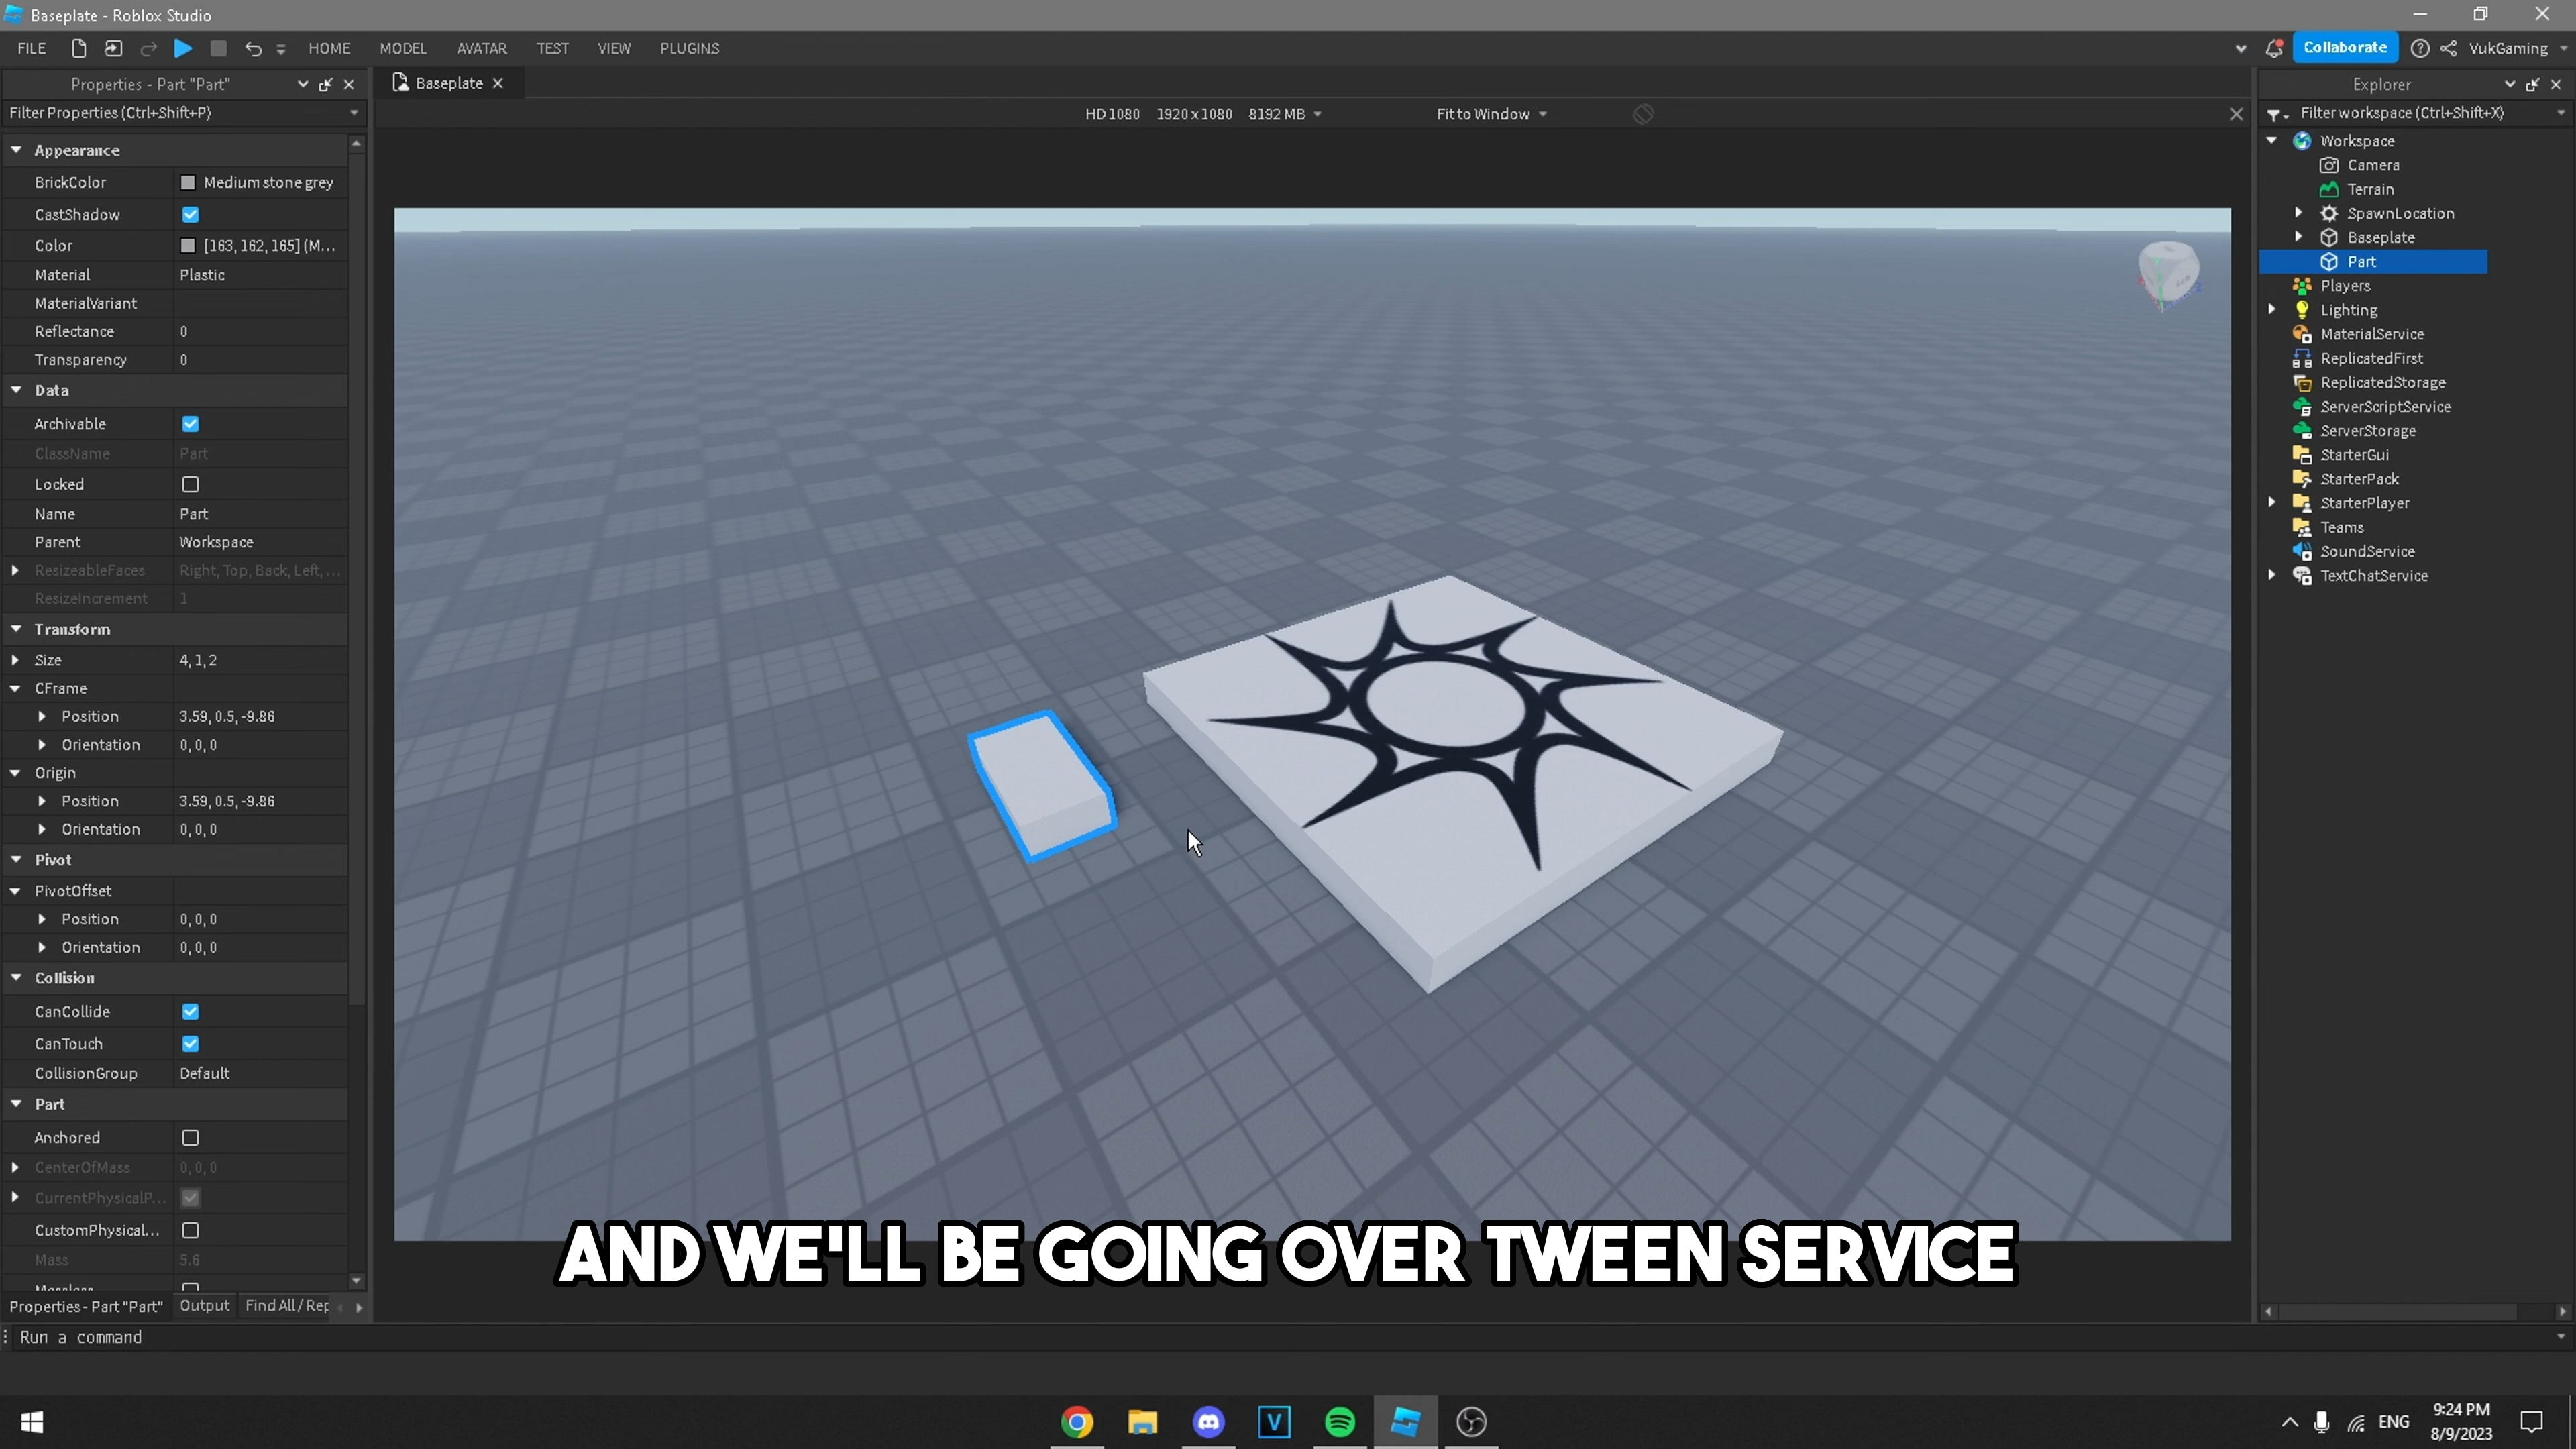 Baseplate - Roblox Studio
FILE HOME MODEL AVATAR TEST VIEW PLUGINS Collaborate VukGaming
Properties - Part "Part"
Filter Properties (Ctrl+Shift+P)
Appearance
BrickColor Medium stone grey
CastShadow
Color [163, 162, 165] (M...
Material Plastic
MaterialVariant
Reflectance 0
Transparency 0
Data
Archivable
ClassName Part
Locked
Name Part
Parent Workspace
ResizeableFaces Right, Top, Back, Left, ...
ResizeIncrement 1
Transform
Size 4, 1, 2
CFrame
Position 3.59, 0.5, -9.86
Orientation 0, 0, 0
Origin
Position 3.59, 0.5, -9.86
Orientation 0, 0, 0
Pivot
PivotOffset
Position 0, 0, 0
Orientation 0, 0, 0
Collision
CanCollide
CanTouch
CollisionGroup Default
Part
Anchored
CenterOfMass 0, 0, 0
CurrentPhysicalP...
CustomPhysical...
Mass 5.6
Properties - Part "Part" Output Find All / Rep
Run a command
Baseplate
HD 1080 1920 x 1080 8192 MB Fit to Window
AND WE'LL BE GOING OVER TWEEN SERVICE
Explorer
Filter workspace (Ctrl+Shift+X)
Workspace
Camera
Terrain
SpawnLocation
Baseplate
Part
Players
Lighting
MaterialService
ReplicatedFirst
ReplicatedStorage
ServerScriptService
ServerStorage
StarterGui
StarterPack
StarterPlayer
Teams
SoundService
TextChatService
V
ENG
9:24 PM
8/9/2023